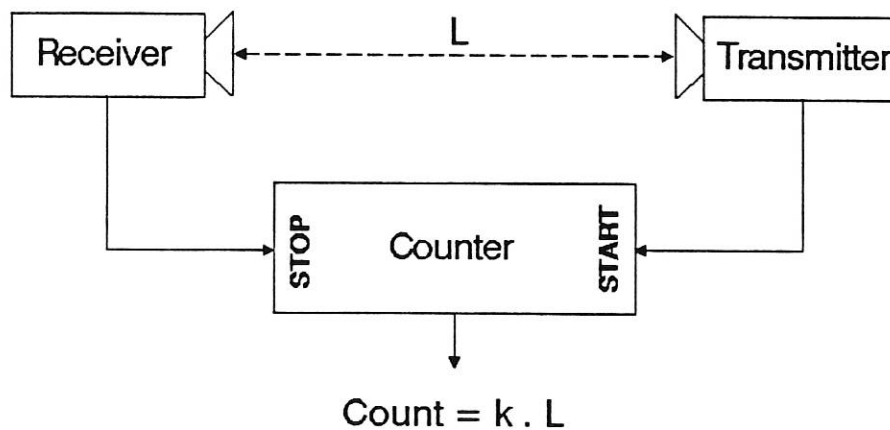 L
Receiver
Transmitter
STOP
Counter
START
Count = k . L